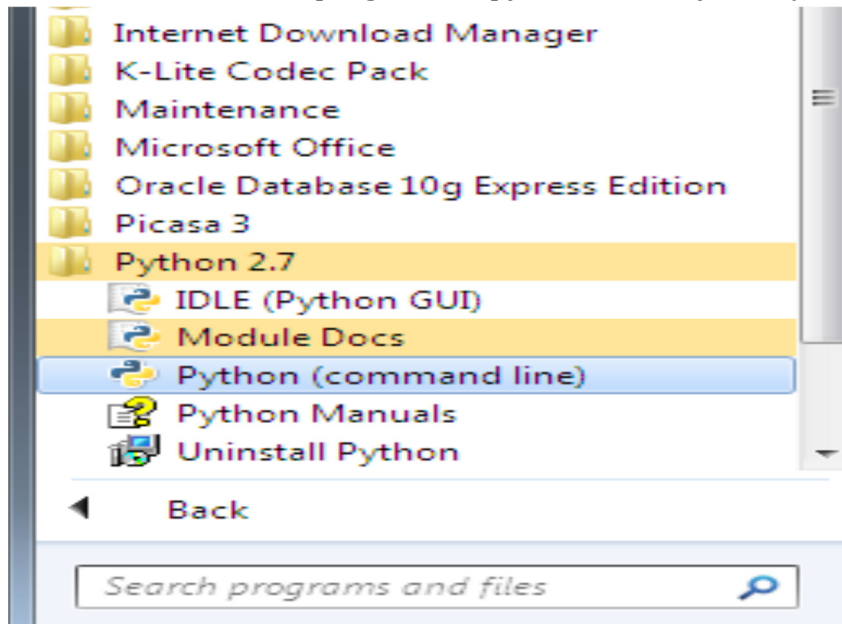 Internet Download Manager
K-Lite Codec Pack
Maintenance
Microsoft Office
Oracle Database 10g Express Edition
Picasa 3
Python 2.7
IDLE (Python GUI)
Module Docs
Python (command line)
Python Manuals
Uninstall Python
Back
Search programs and files